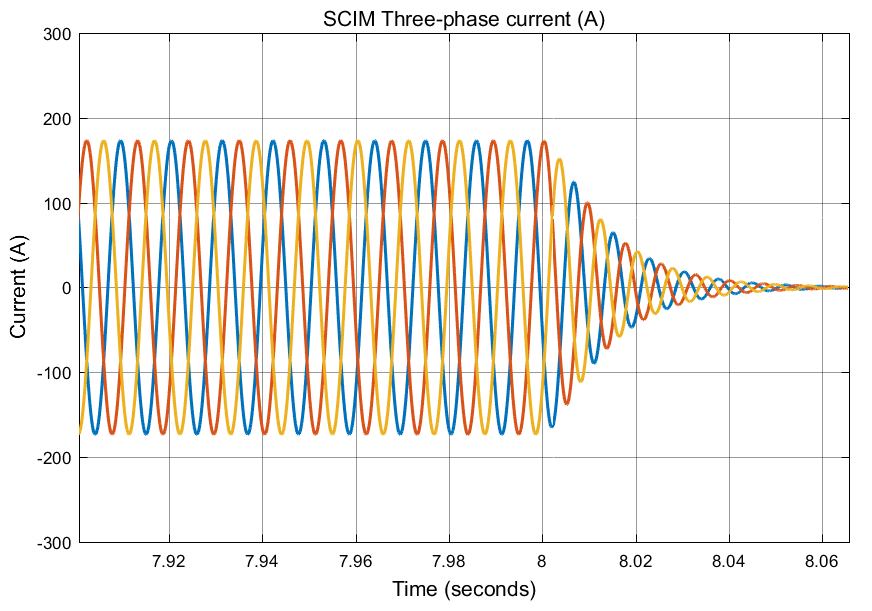 SCIM Three-phase current (A)
300
200
100
0
-100
-200
-300
Current (A)
7.92 7.94 7.96 7.98 8 8.02 8.04 8.06
Time (seconds)